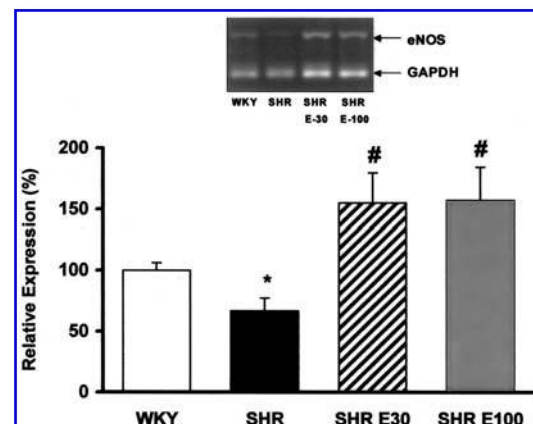 eNOS
GAPDH
WKY SHR SHR SHR
E-30 E-100
Relative Expression (%)
200
150
100
50
0
*
#
#
WKY SHR SHR E30 SHR E100